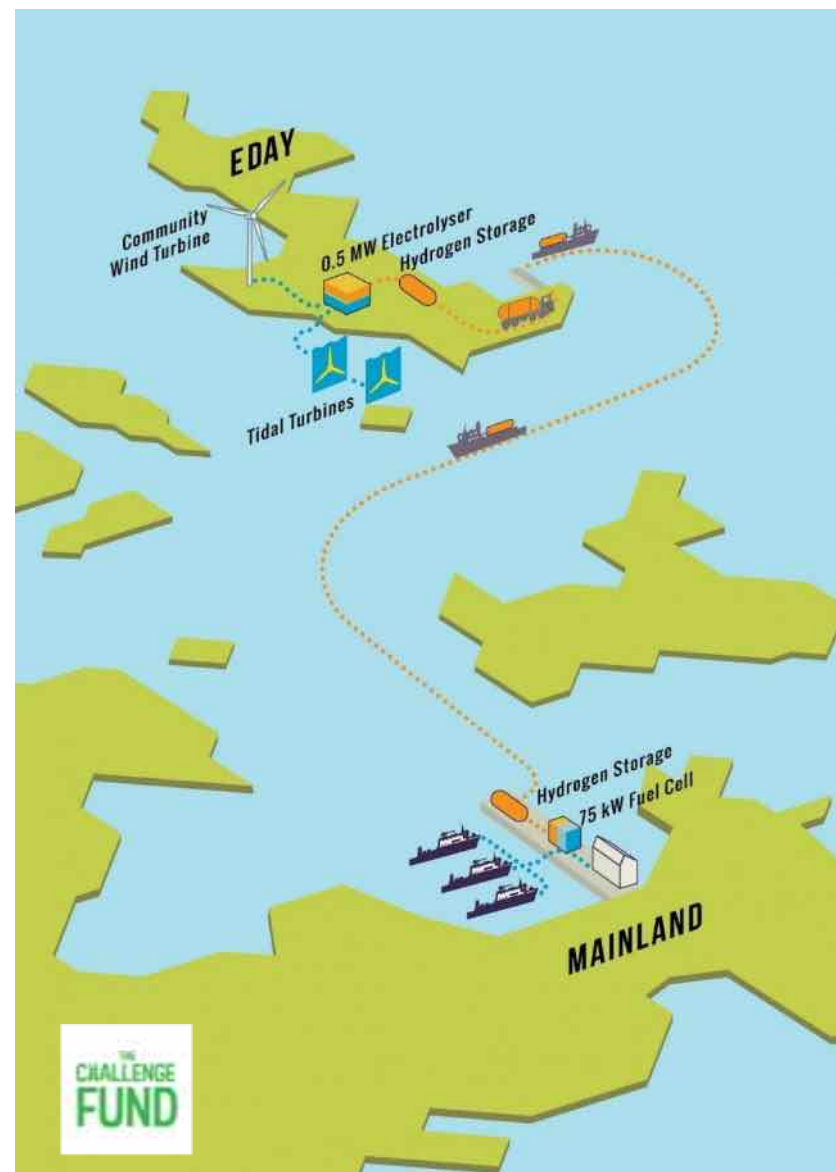 EDAY
Community
Wind Turbine
0.5 MW Electrolyser
Hydrogen Storage
Tidal Turbines
Hydrogen Storage
75 kW Fuel Cell
MAINLAND
THE
CHALLENGE
FUND